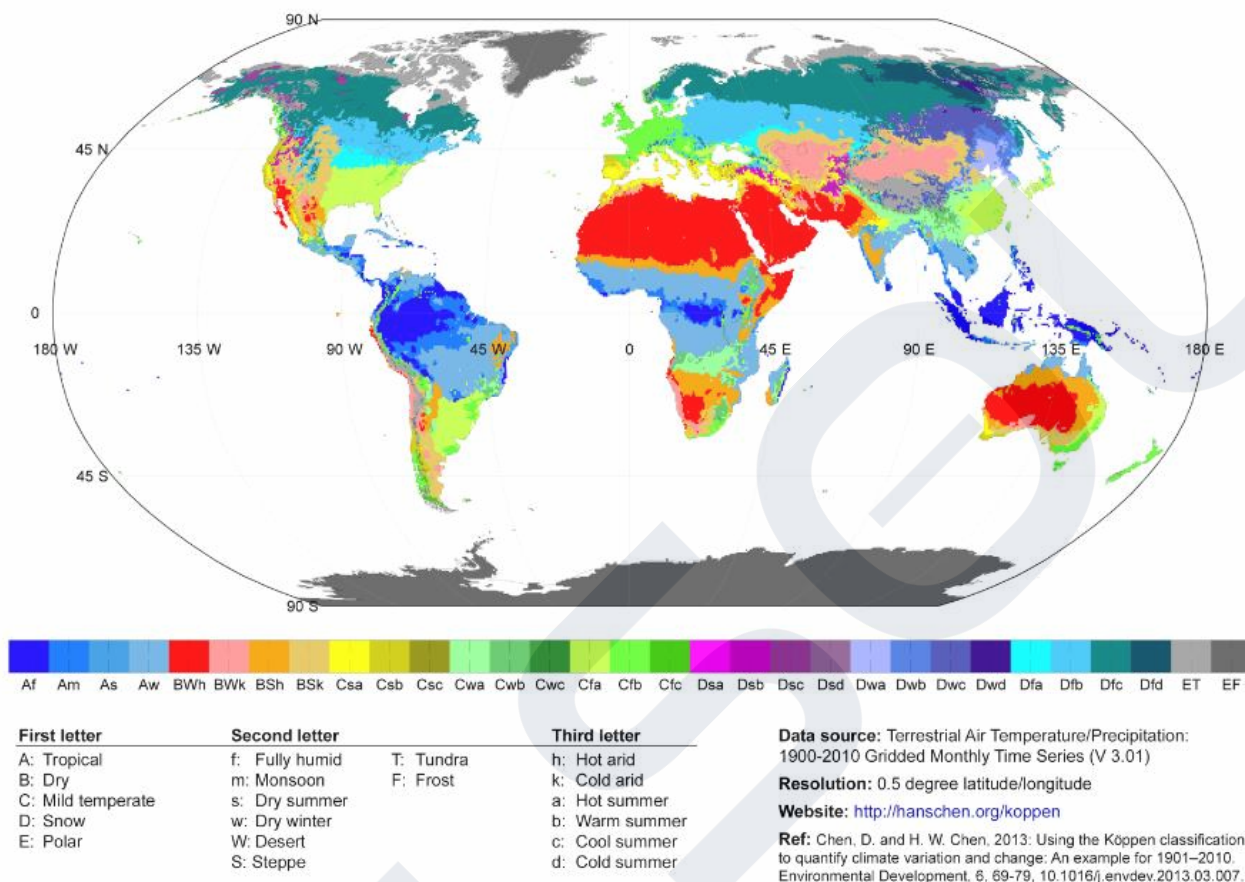 90 N
45 N
0
180 W 135 W 90 W 45 W 0 45 E 90 E 135 E 180 E
45 S
90 S
Af Am As Aw BWh BWk BSh BSk Csa Csb Csc Cwa Cwb Cwc Cfa Cfb Cfc Dsa Dsb Dsc Dsd Dwa Dwb Dwc Dwd Dfa Dfb Dfc Dfd ET EF
First letter
A: Tropical
B: Dry
C: Mild temperate
D: Snow
E: Polar
Second letter
f: Fully humid
m: Monsoon
s: Dry summer
w: Dry winter
W: Desert
S: Steppe
T: Tundra
F: Frost
Third letter
h: Hot arid
k: Cold arid
a: Hot summer
b: Warm summer
c: Cool summer
d: Cold summer
Data source: Terrestrial Air Temperature/Precipitation:
1900-2010 Gridded Monthly Time Series (V 3.01)
Resolution: 0.5 degree latitude/longitude
Website: http://hanschen.org/koppen
Ref: Chen, D. and H. W. Chen, 2013: Using the Köppen classification
to quantify climate variation and change: An example for 1901–2010.
Environmental Development, 6, 69-79, 10.1016/j.envdev.2013.03.007.